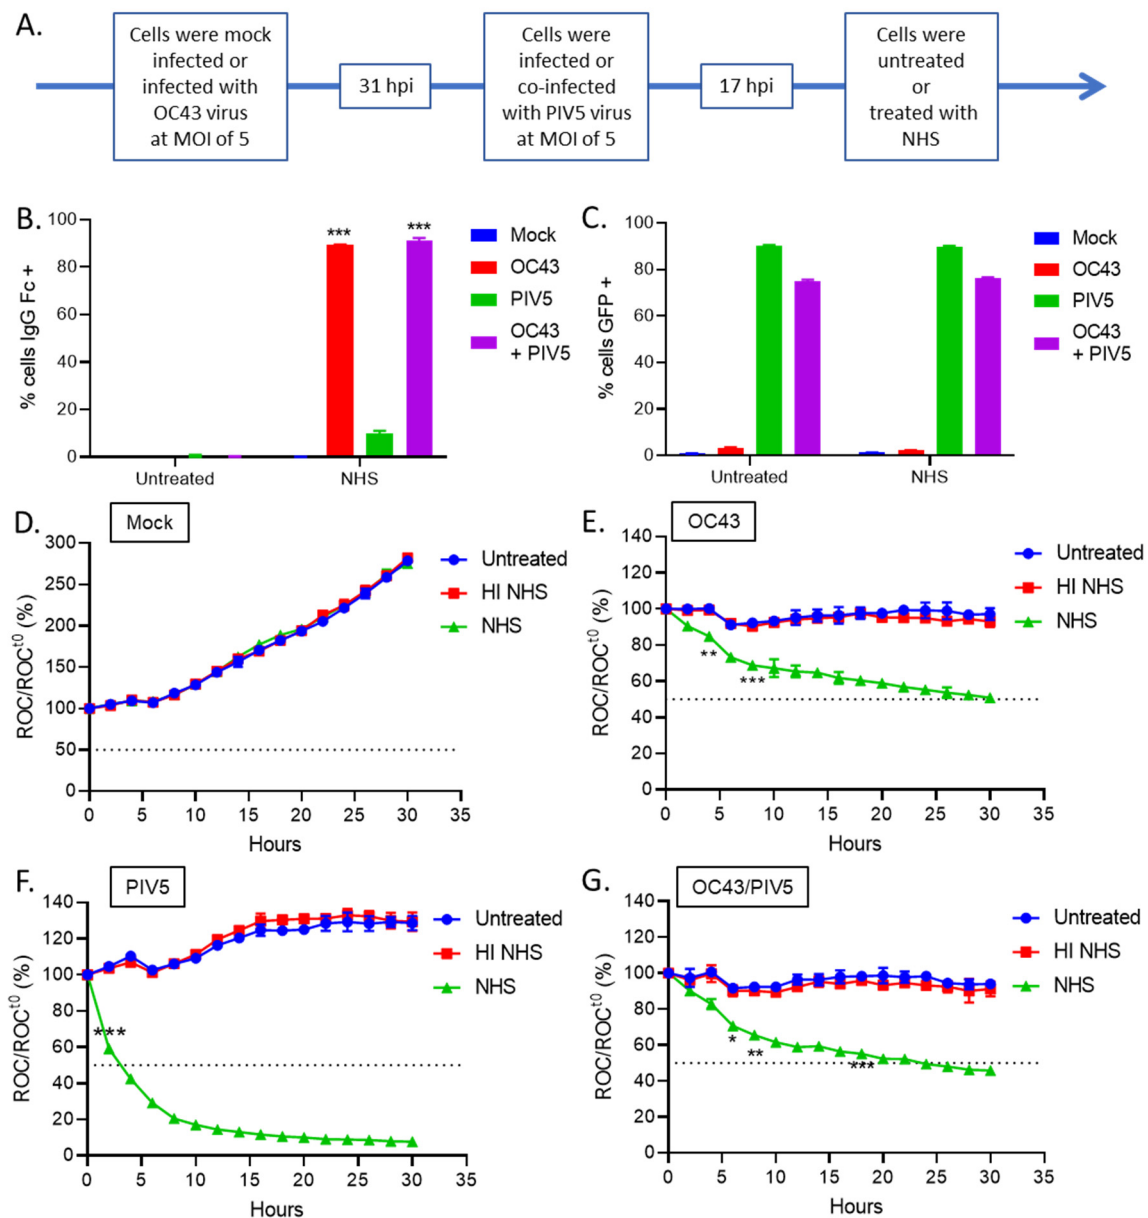 A.
Cells were mock
infected or
infected with
OC43 virus
at MOI of 5
31 hpi
Cells were
infected or
co-infected
with PIV5 virus
at MOI of 5
17 hpi
Cells were
untreated
or
treated with
NHS
B.
% cells IgG Fc +
100
80
60
40
20
0
***
***
Untreated
NHS
Mock
OC43
PIV5
OC43
+ PIV5
C.
% cells GFP +
100
80
60
40
20
0
Untreated
NHS
Mock
OC43
PIV5
OC43
+ PIV5
D.
Mock
ROC/ROC^t0 (%)
300
250
200
150
100
50
0
0 5 10 15 20 25 30 35
Hours
Untreated
HI NHS
NHS
E.
OC43
ROC/ROC^t0 (%)
140
120
100
80
60
40
20
0
**
***
0 5 10 15 20 25 30 35
Hours
Untreated
HI NHS
NHS
F.
PIV5
ROC/ROC^t0 (%)
140
120
100
80
60
40
20
0
***
0 5 10 15 20 25 30 35
Hours
Untreated
HI NHS
NHS
G.
OC43/PIV5
ROC/ROC^t0 (%)
140
120
100
80
60
40
20
0
*
**
***
0 5 10 15 20 25 30 35
Hours
Untreated
HI NHS
NHS